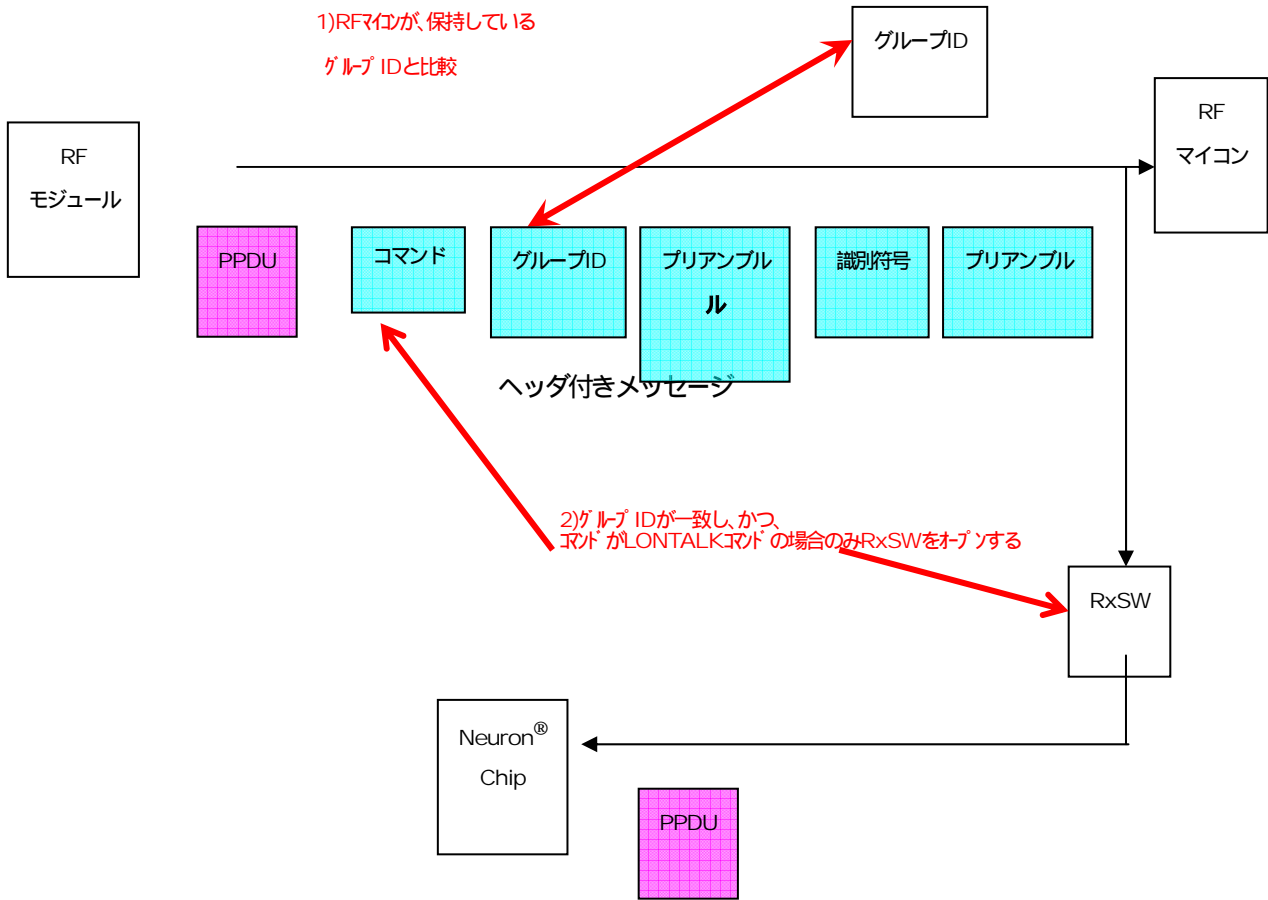 1)RFﾏｲｺﾝが、保持している
ｸﾞﾙｰﾌﾟIDと比較
グループID
RF
モジュール
RF
マイコン
PPDU
コマンド
グループID
プリアンブル
ル
識別符号
プリアンブル
ヘッダ付きメッセージ
2)ｸﾞﾙｰﾌﾟIDが一致し、かつ、
ｺﾏﾝﾄﾞがLONTALKｺﾏﾝﾄﾞの場合のみRxSWをｵｰﾌﾟﾝする
RxSW
Neuron®
Chip
PPDU